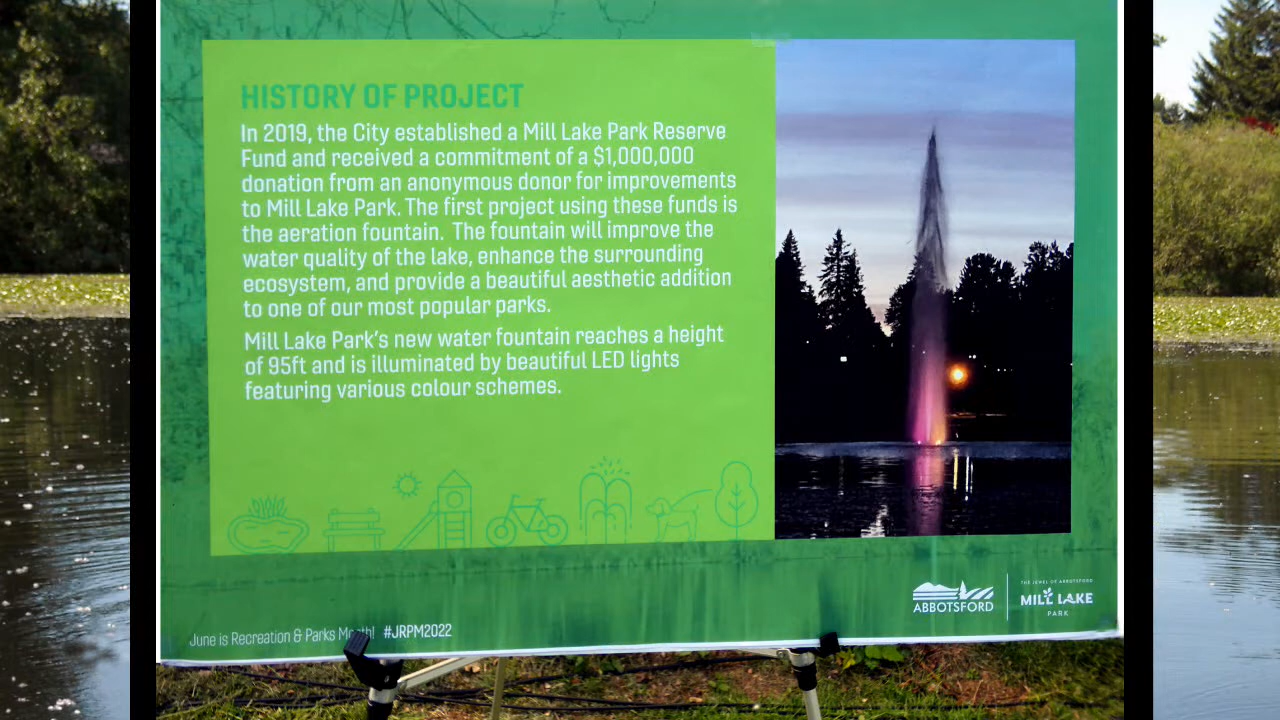 HISTORY OF PROJECT
In 2019, the City established a Mill Lake Park Reserve
Fund and received a commitment of a $1,000,000
donation from an anonymous donor for improvements
to Mill Lake Park. The first project using these funds is
the aeration fountain. The fountain will improve the
water quality of the lake, enhance the surrounding
ecosystem, and provide a beautiful aesthetic addition
to one of our most popular parks.
Mill Lake Park's new water fountain reaches a height
of 95ft and is illuminated by beautiful LED lights
featuring various colour schemes.
ABBOTSFORD
THE JEWEL OF ABBOTSFORD
MILL LAKE
PARK
June is Recreation & Parks Month! #JRPM2022